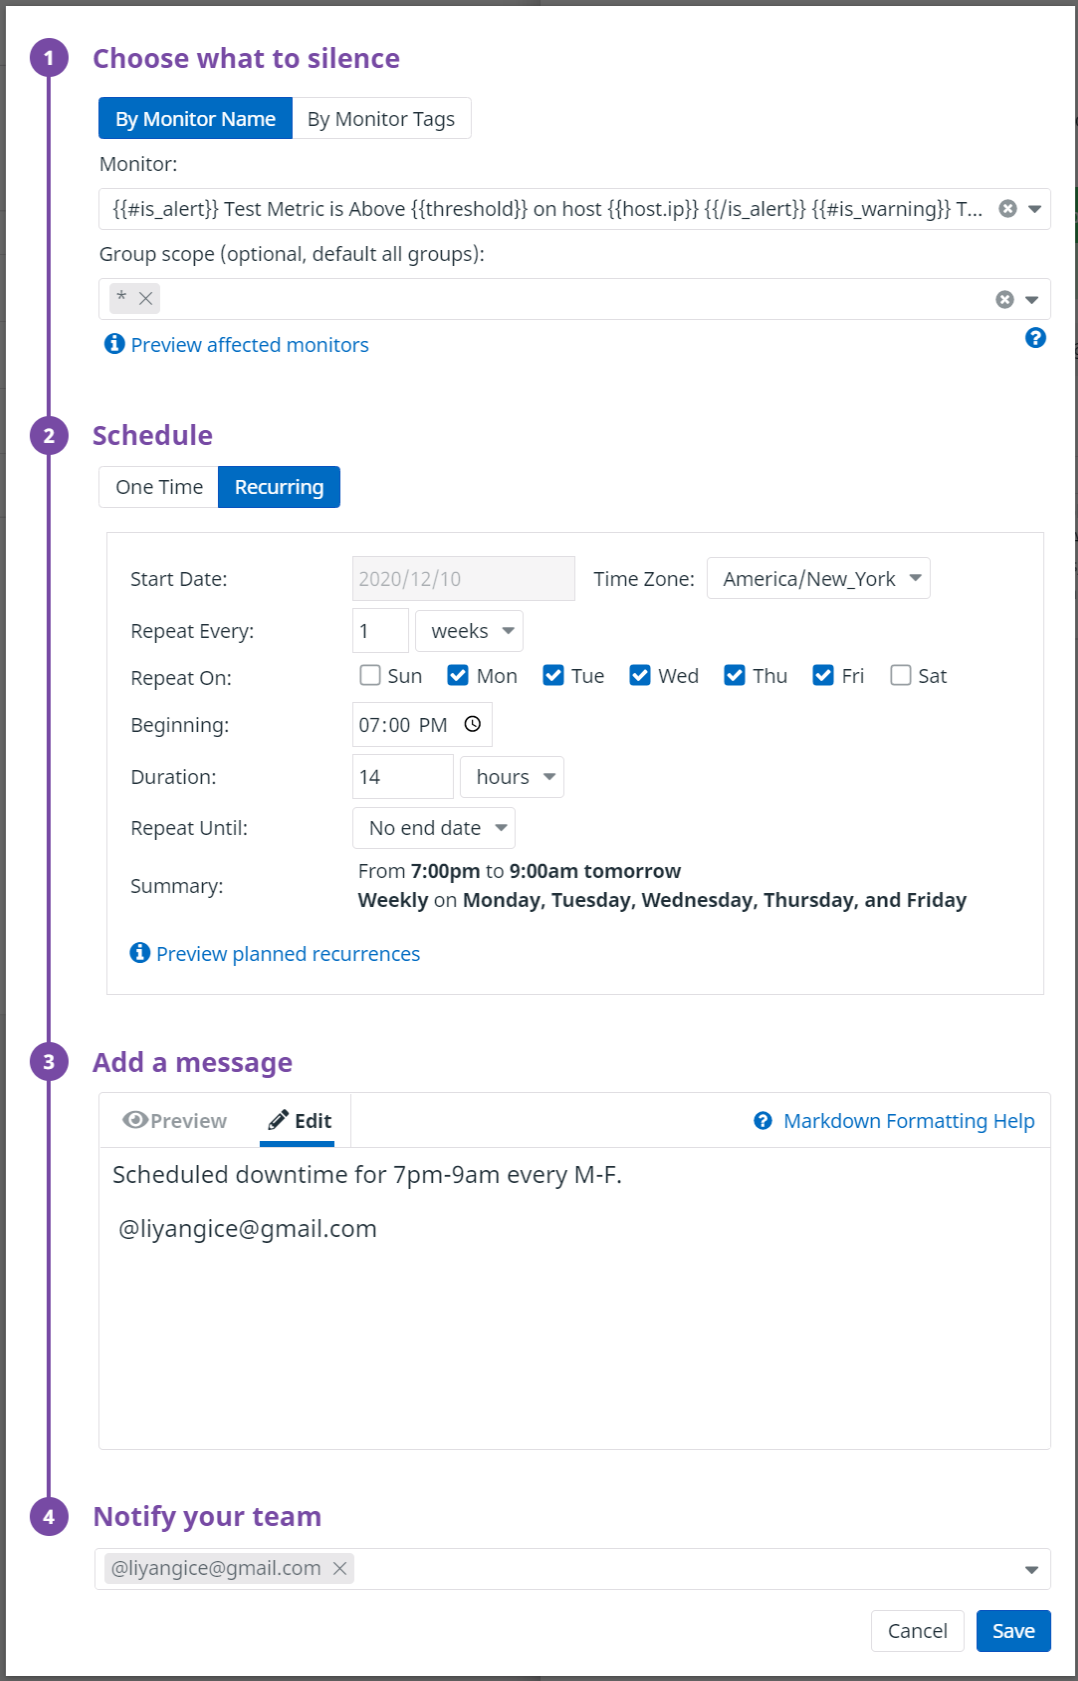 1 Choose what to silence
By Monitor Name By Monitor Tags
Monitor:
{{#is_alert}} Test Metric is Above {{threshold}} on host {{host.ip}} {{/is_alert}} {{#is_warning}} T...
Group scope (optional, default all groups):
*
Preview affected monitors
2 Schedule
One Time Recurring
Start Date: 2020/12/10 Time Zone: America/New_York
Repeat Every: 1 weeks
Repeat On: Sun Mon Tue Wed Thu Fri Sat
Beginning: 07:00 PM
Duration: 14 hours
Repeat Until: No end date
Summary: From 7:00pm to 9:00am tomorrow
Weekly on Monday, Tuesday, Wednesday, Thursday, and Friday
Preview planned recurrences
3 Add a message
Preview Edit Markdown Formatting Help
Scheduled downtime for 7pm-9am every M-F.
@liyangice@gmail.com
4 Notify your team
@liyangice@gmail.com
Cancel Save